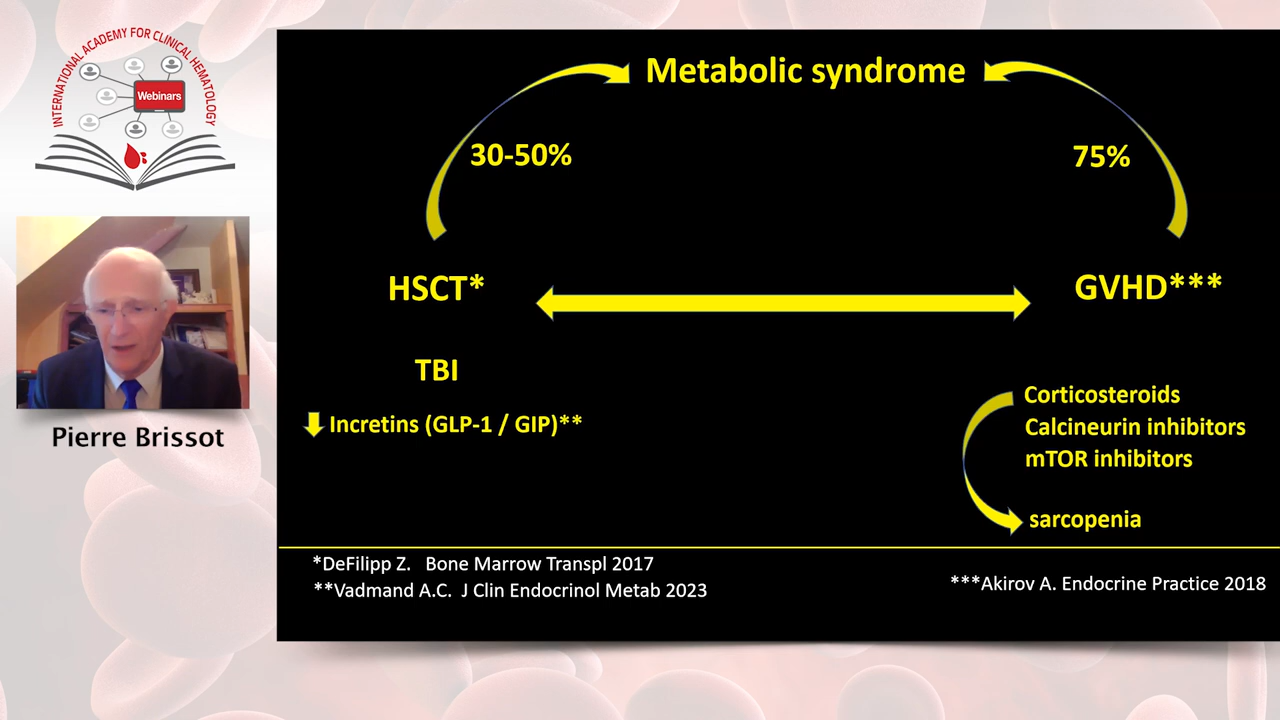 INTERNATIONAL ACADEMY FOR CLINICAL HEMATOLOGY
Webinars
Pierre Brissot
Metabolic syndrome
30-50%
75%
HSCT*
GVHD***
TBI
Incretins (GLP-1 / GIP)**
Corticosteroids
Calcineurin inhibitors
mTOR inhibitors
sarcopenia
*DeFilipp Z. Bone Marrow Transpl 2017
**Vadmand A.C. J Clin Endocrinol Metab 2023
***Akirov A. Endocrine Practice 2018